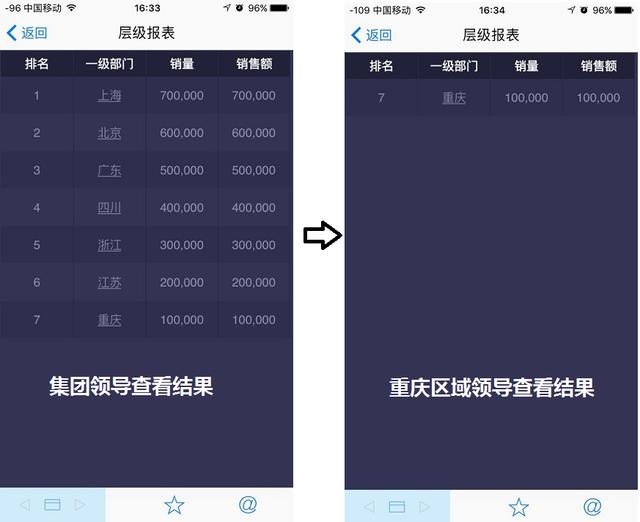 -96 中国移动 16:33 96%
返回 层级报表
排名 一级部门 销量 销售额
1 上海 700,000 700,000
2 北京 600,000 600,000
3 广东 500,000 500,000
4 四川 400,000 400,000
5 浙江 300,000 300,000
6 江苏 200,000 200,000
7 重庆 100,000 100,000
集团领导查看结果
@
-109 中国移动 16:34 96%
返回 层级报表
排名 一级部门 销量 销售额
7 重庆 100,000 100,000
重庆区域领导查看结果
@